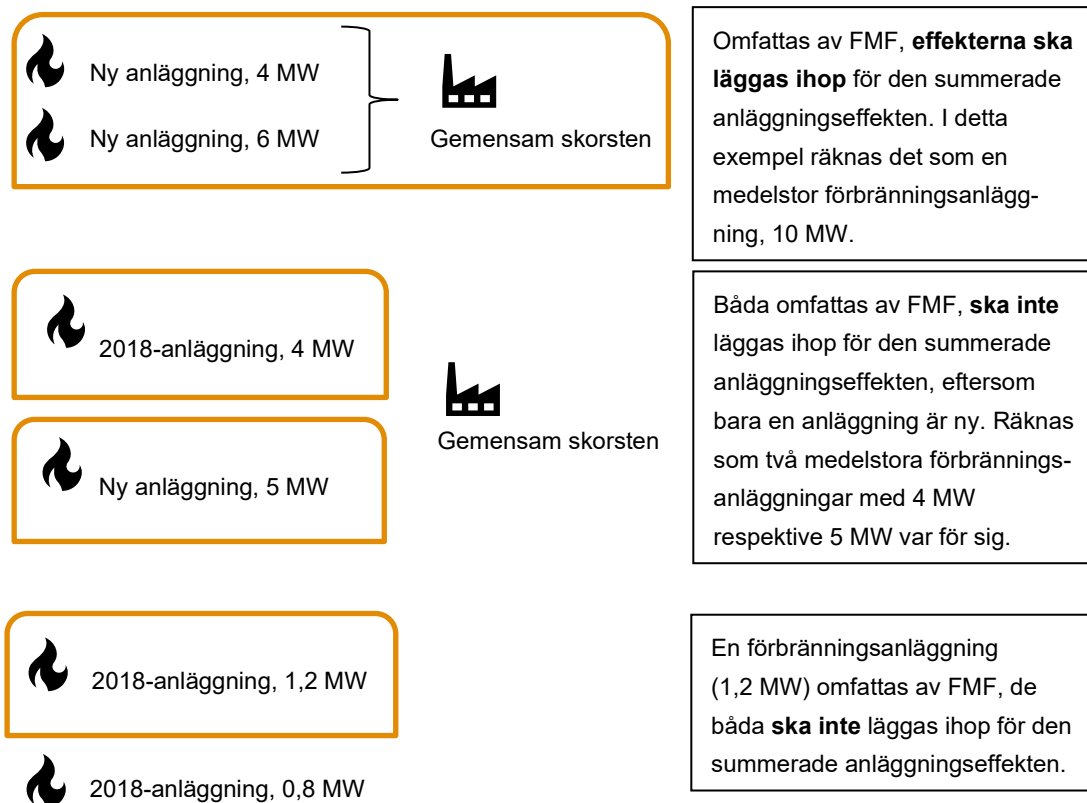 Ny anläggning, 4 MW
Ny anläggning, 6 MW
Gemensam skorsten
Omfattas av FMF, effekterna ska
läggas ihop för den summerade
anläggningseffekten. I detta
exempel räknas det som en
medelstor förbränningsanlägg-
ning, 10 MW.
2018-anläggning, 4 MW
Ny anläggning, 5 MW
Gemensam skorsten
Båda omfattas av FMF, ska inte
läggas ihop för den summerade
anläggningseffekten, eftersom
bara en anläggning är ny. Räknas
som två medelstora förbrännings-
anläggningar med 4 MW
respektive 5 MW var för sig.
2018-anläggning, 1,2 MW
2018-anläggning, 0,8 MW
En förbränningsanläggning
(1,2 MW) omfattas av FMF, de
båda ska inte läggas ihop för den
summerade anläggningseffekten.